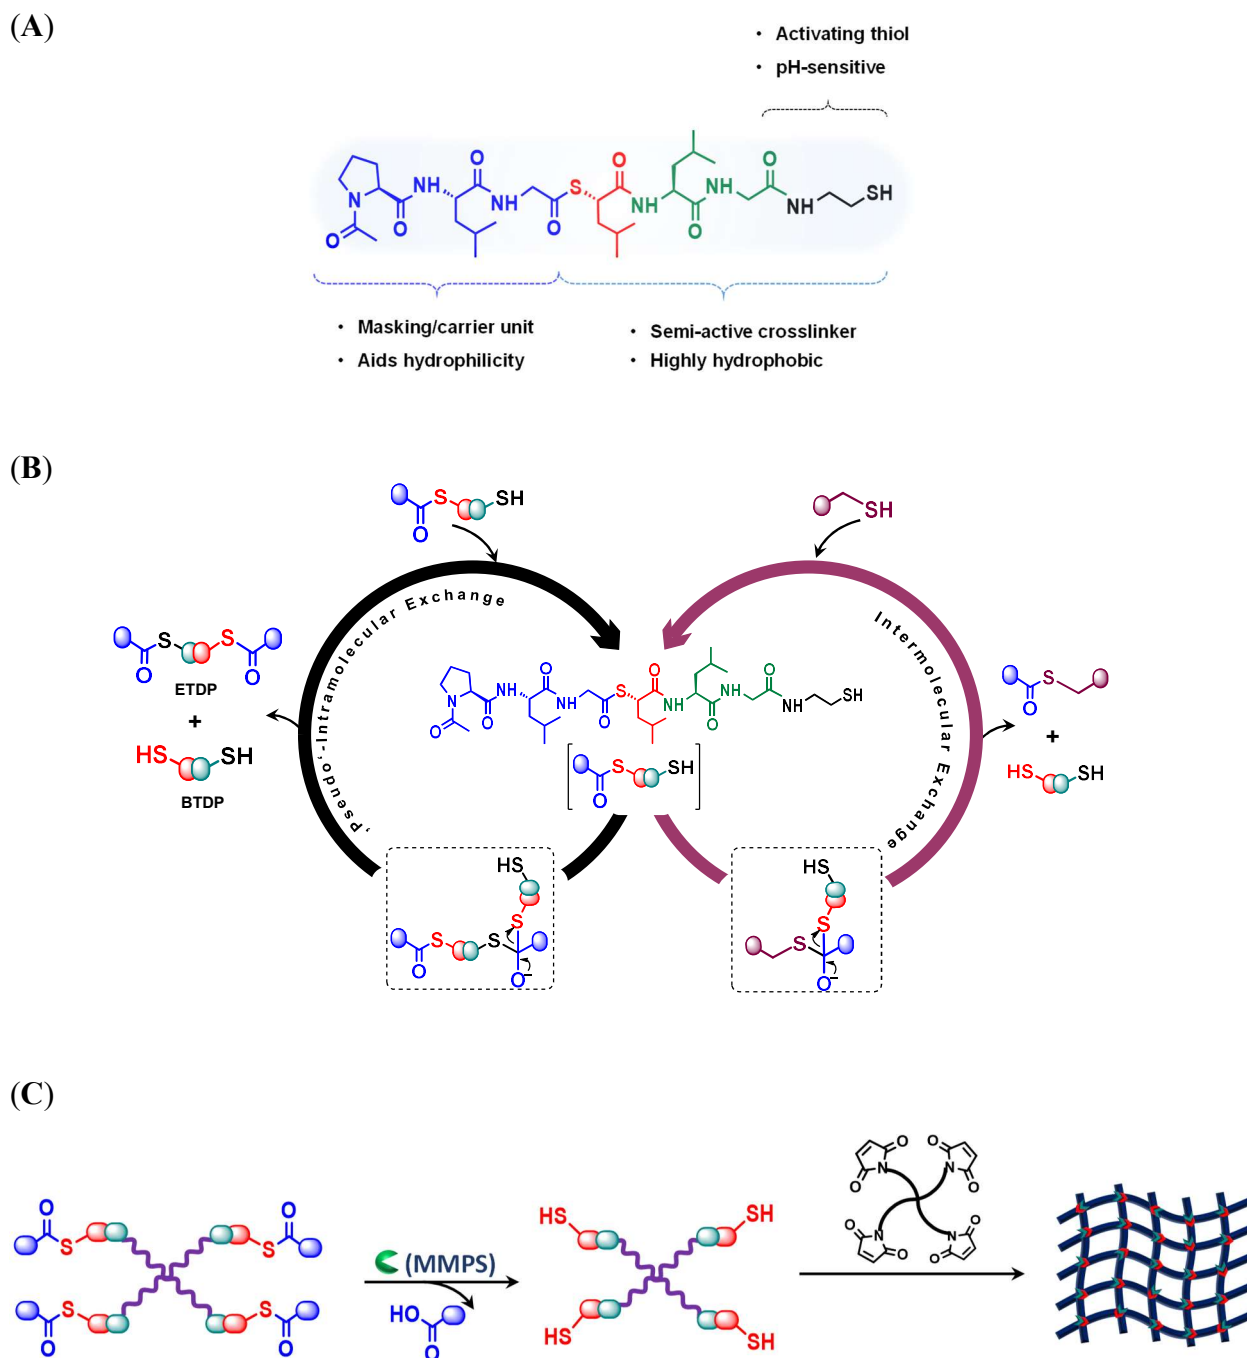 (A)
• Activating thiol
• pH-sensitive
O
O
O
NH
S
SH
N
O
NH
O
NH
O
NH
NH
O
• Masking/carrier unit
• Aids hydrophilicity
• Semi-active crosslinker
• Highly hydrophobic
(B)
S
SH
O
SH
'Pseudo'-Intramolecular Exchange
Intermolecular Exchange
S
S
O
O
ETDP
+
HS
SH
BTDP
S
O
+
HS
SH
O
O
O
NH
S
SH
N
O
NH
O
NH
O
NH
NH
O
S
SH
O
HS
S
S
S
O
O–
HS
S
S
O–
(C)
O
O
S
S
S
S
O
O
(MMPS)
HO
O
HS
SH
HS
SH
O
N
O
O
N
O
O
N
O
O
N
O